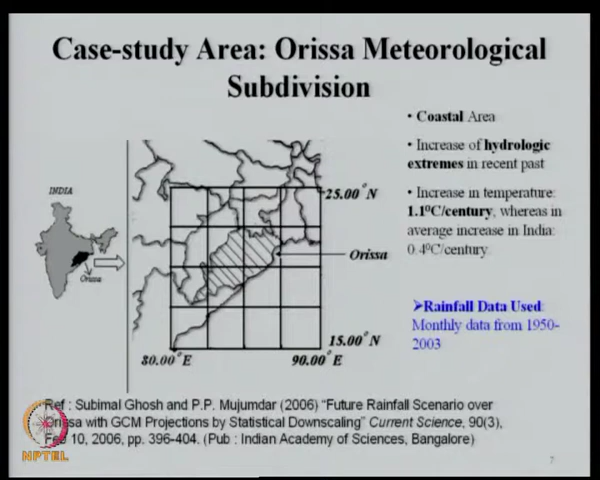 Case-study Area: Orissa Meteorological
Subdivision
• Coastal Area
• Increase of hydrologic
extremes in recent past
• Increase in temperature:
1.1⁰C/century, whereas in
average increase in India:
0.4⁰C/century.
➢Rainfall Data Used:
Monthly data from 1950-
2003
INDIA
Orissa
25.00°N
Orissa
15.00°N
80.00°E
90.00°E
Ref : Subimal Ghosh and P.P. Mujumdar (2006) “Future Rainfall Scenario over
with GCM Projections by Statistical Downscaling” Current Science, 90(3),
10, 2006, pp. 396-404. (Pub : Indian Academy of Sciences, Bangalore)
NPTEL
7